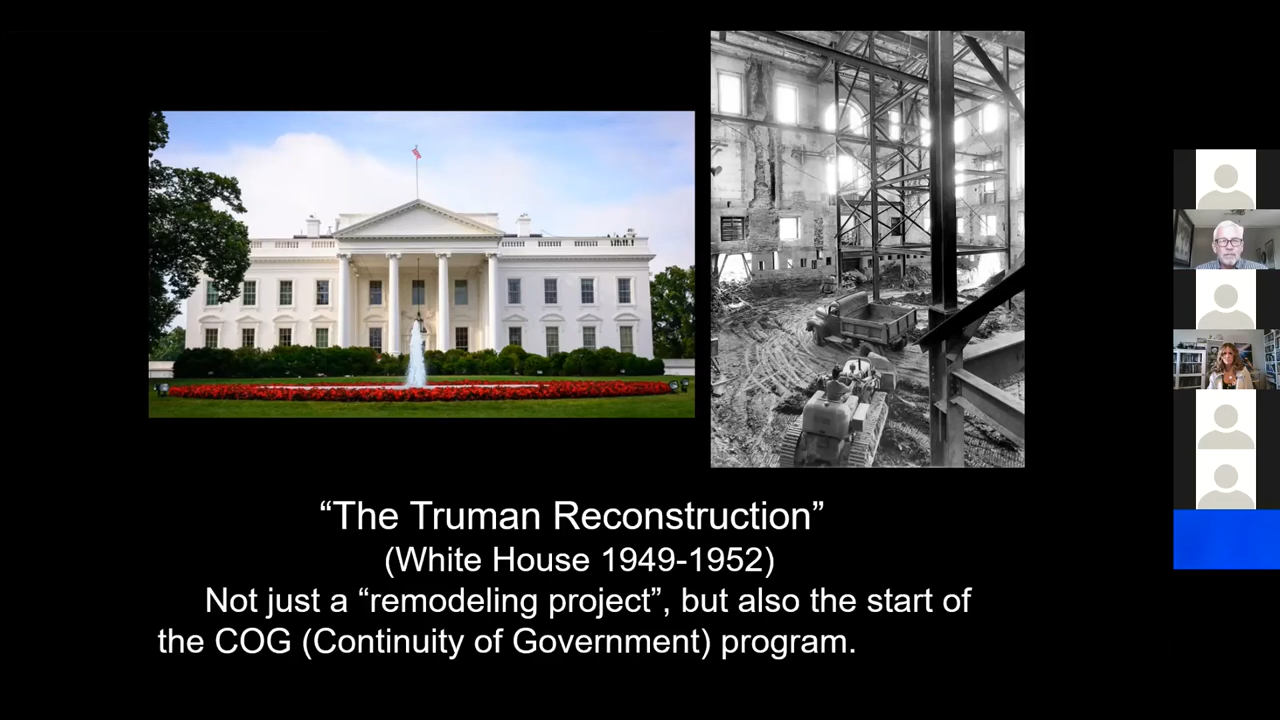 “The Truman Reconstruction”
(White House 1949-1952)
Not just a “remodeling project”, but also the start of
the COG (Continuity of Government) program.